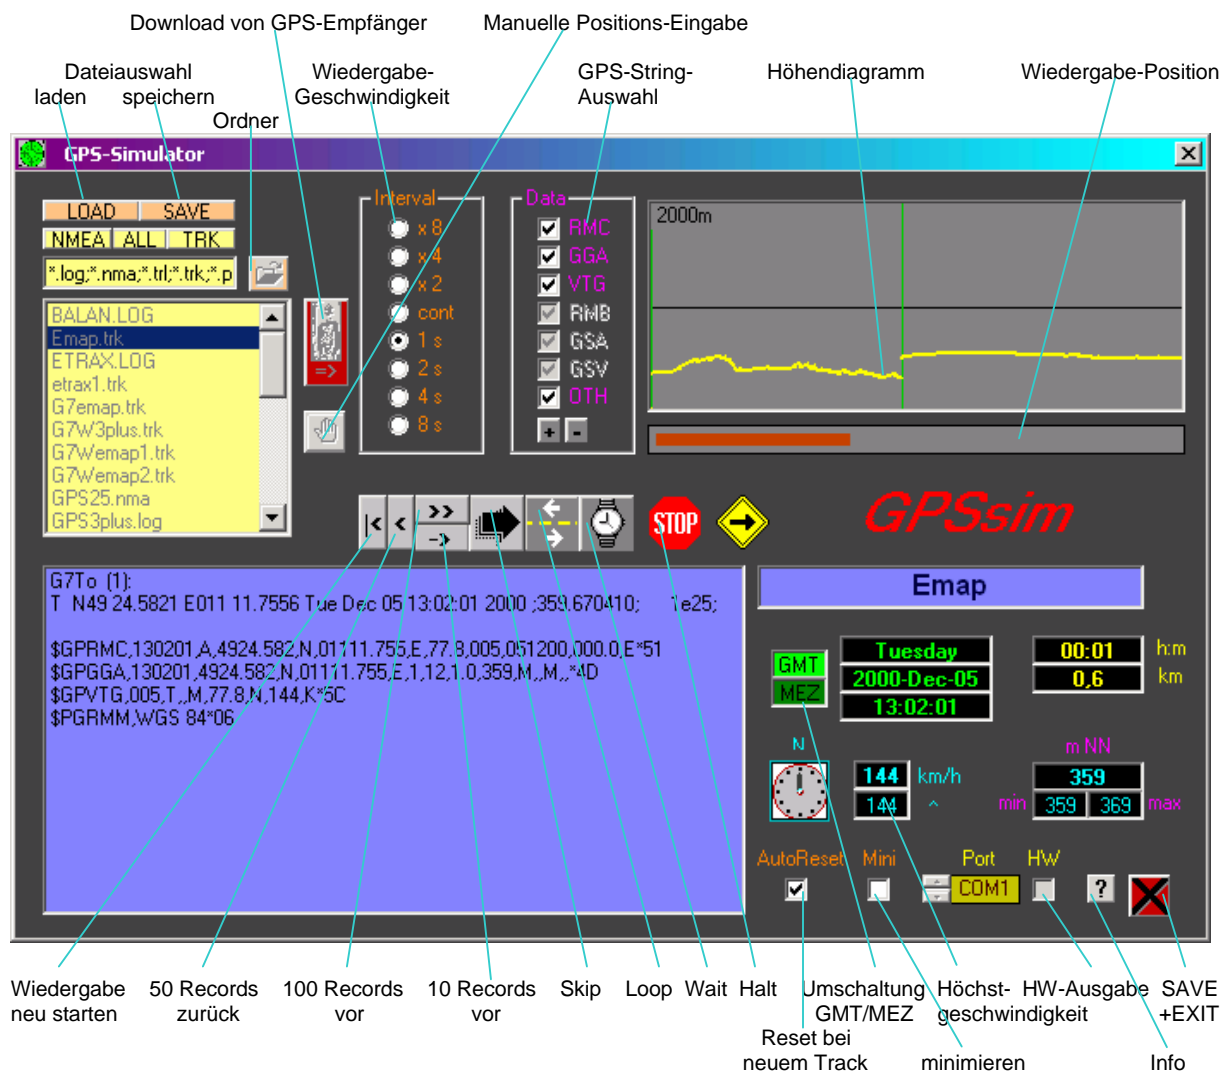 Download von GPS-Empfänger
Manuelle Positions-Eingabe
Dateiauswahl
laden speichern
Ordner
Wiedergabe-
Geschwindigkeit
GPS-String-
Auswahl
Höhendiagramm
Wiedergabe-Position
GPS-Simulator
LOAD SAVE
NMEA ALL TRK
*.log;*.nma;*.trl;*.trk;*.p
BALAN.LOG
Emap.trk
ETRAX.LOG
etrax1.trk
G7emap.trk
G7W3plus.trk
G7Wemap1.trk
G7Wemap2.trk
GPS25.nma
GPS3plus.log
=>
Interval
x 8
x 4
x 2
cont
1 s
2 s
4 s
8 s
Data
RMC
GGA
VTG
RMB
GSA
GSV
OTH
+ -
2000m
|< < >> ->
STOP
GPSsim
G7To (1):
T N49 24.5821 E011 11.7556 Tue Dec 05 13:02:01 2000 ;359.670410; 1e25;
$GPRMC,130201,A,4924.582,N,01111.755,E,77.8,005,051200,000.0,E*51
$GPGGA,130201,4924.582,N,01111.755,E,1,12,1.0,359,M,,M,,*4D
$GPVTG,005,T,,M,77.8,N,144,K*5C
$PGRMM,WGS 84*06
Emap
GMT
MEZ
Tuesday
2000-Dec-05
13:02:01
00:01 h:m
0,6 km
N
144 km/h
144 ^
m NN
359
min 359 369 max
AutoReset
Mini
Port
COM1
HW
?
Wiedergabe
neu starten
50 Records
zurück
100 Records
vor
10 Records
vor
Skip
Loop
Wait
Halt
Umschaltung
GMT/MEZ
Höchst-
geschwindigkeit
HW-Ausgabe
SAVE
+EXIT
Reset bei
neuem Track
minimieren
Info